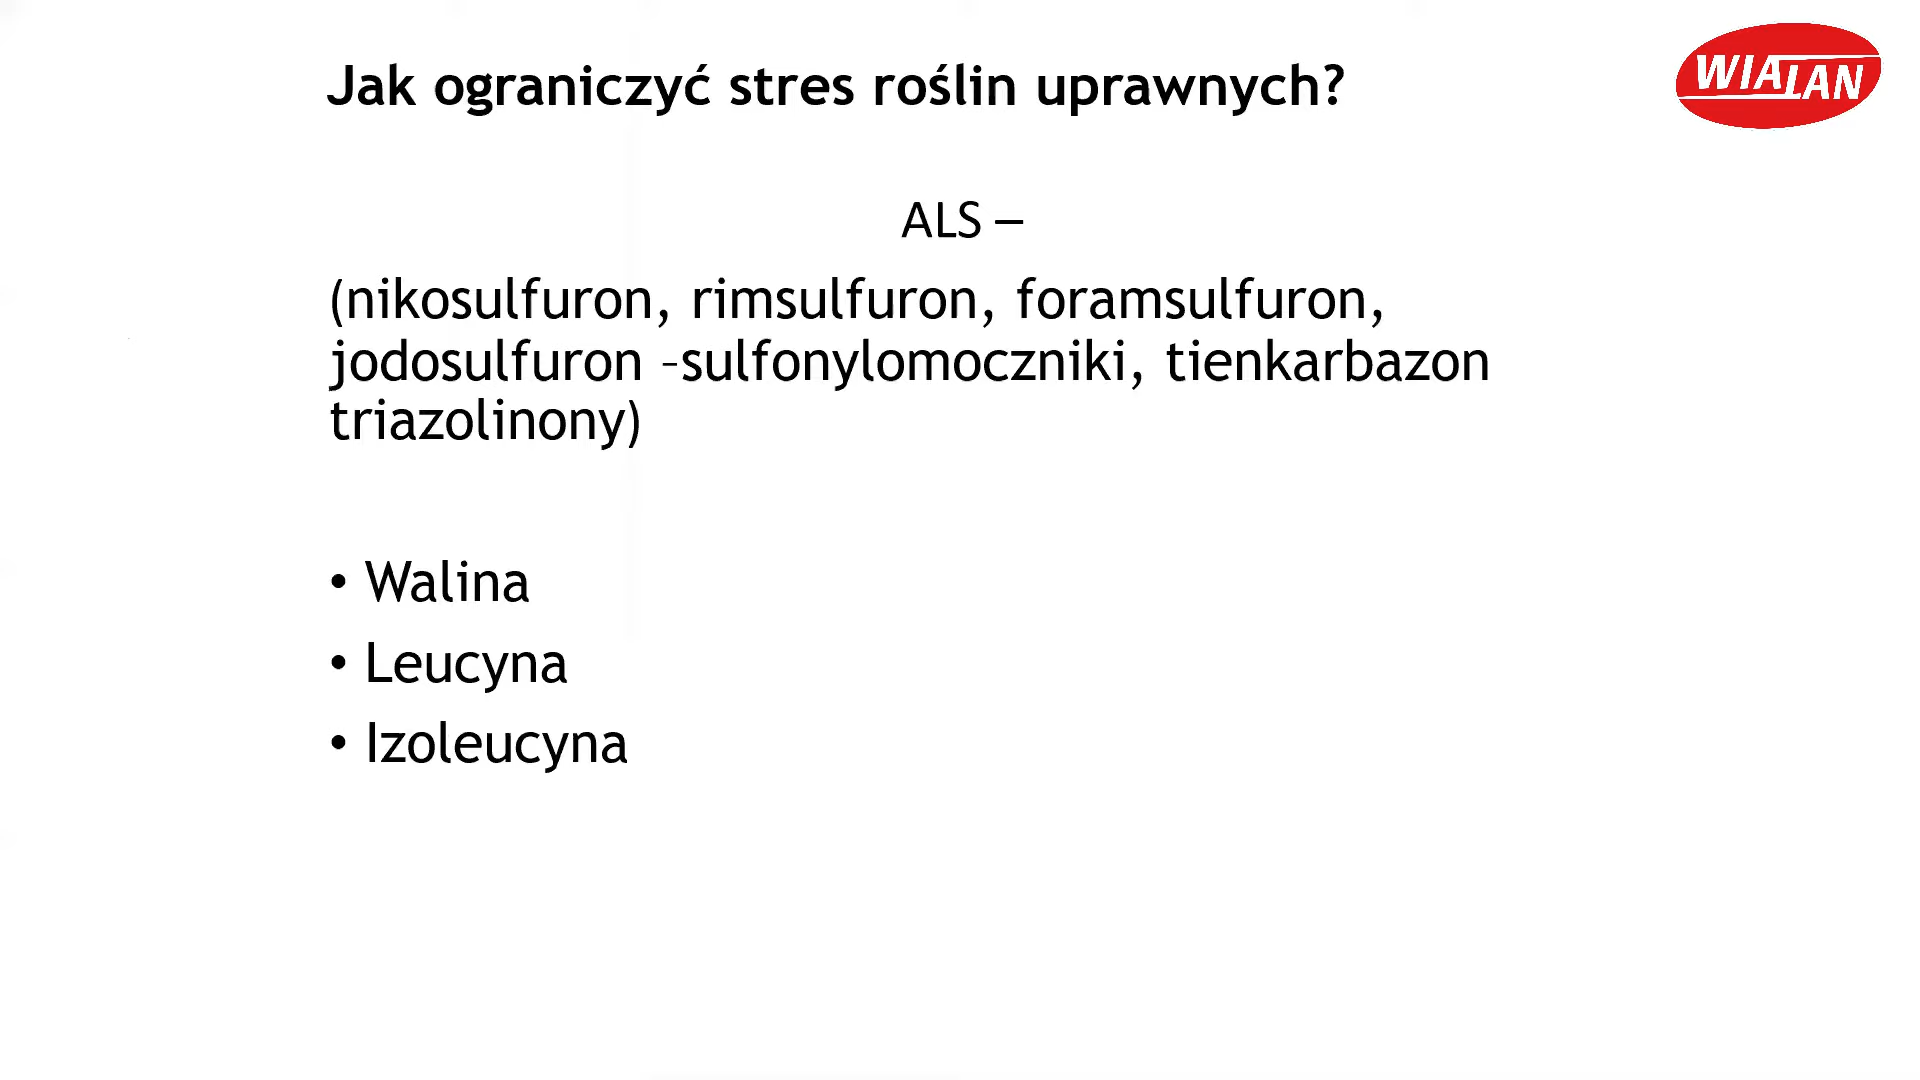 Jak ograniczyć stres roślin uprawnych?
WIALAN
ALS –
(nikosulfuron, rimsulfuron, foramsulfuron,
jodosulfuron –sulfonylomoczniki, tienkarbazon
triazolinony)
• Walina
• Leucyna
• Izoleucyna